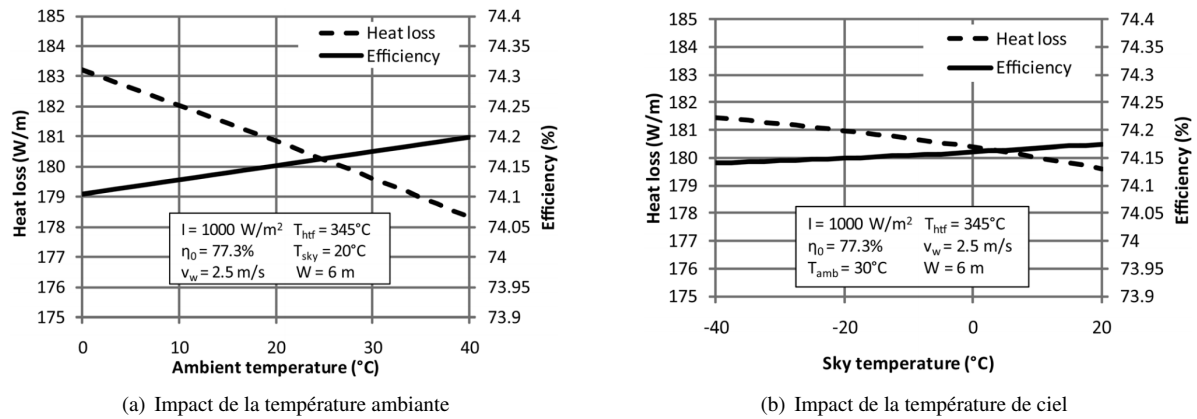 185
184
183
182
181
180
179
178
177
176
175
Heat loss (W/m)
Heat loss
Efficiency
74.4
74.35
74.3
74.25
74.2
74.15
74.1
74.05
74
73.95
73.9
Efficiency (%)
I = 1000 W/m² T_htf = 345°C
η₀ = 77.3% T_sky = 20°C
v_w = 2.5 m/s W = 6 m
0 10 20 30 40
Ambient temperature (°C)
(a) Impact de la température ambiante
185
184
183
182
181
180
179
178
177
176
175
Heat loss (W/m)
Heat loss
Efficiency
74.4
74.35
74.3
74.25
74.2
74.15
74.1
74.05
74
73.95
73.9
Efficiency (%)
I = 1000 W/m² T_htf = 345°C
η₀ = 77.3% v_w = 2.5 m/s
T_amb = 30°C W = 6 m
-40 -20 0 20
Sky temperature (°C)
(b) Impact de la température de ciel